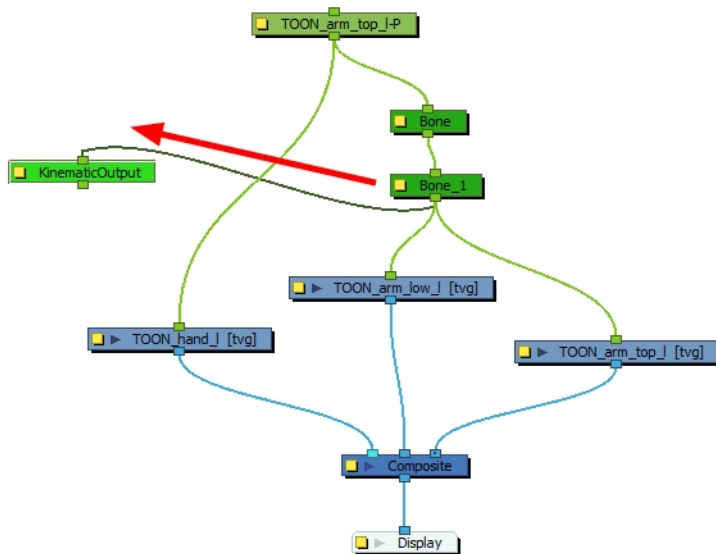 TOON_arm_top_l-P
Bone
KinematicOutput
Bone_1
TOON_arm_low_l [tvg]
TOON_hand_l [tvg]
TOON_arm_top_l [tvg]
Composite
Display